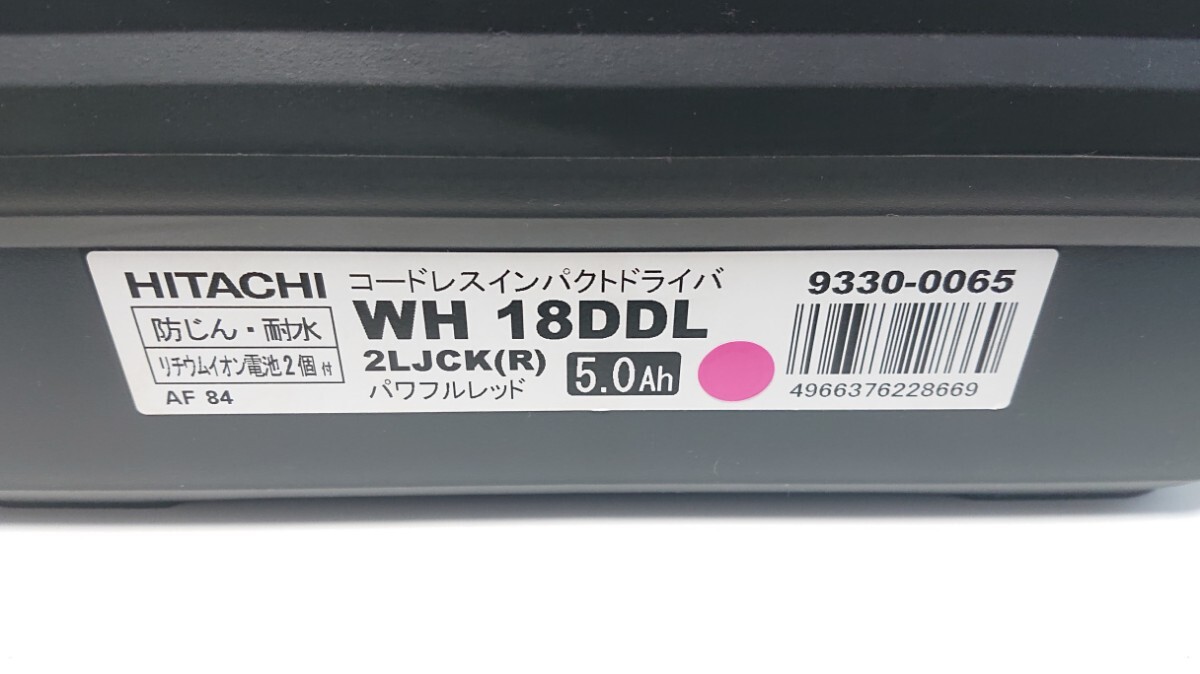 HITACHI
防じん・耐水
リチウムイオン電池2個付
AF 84
コードレスインパクトドライバ
WH 18DDL
2LJCK(R)
5.0Ah
パワフルレッド
9330-0065
4966376228669